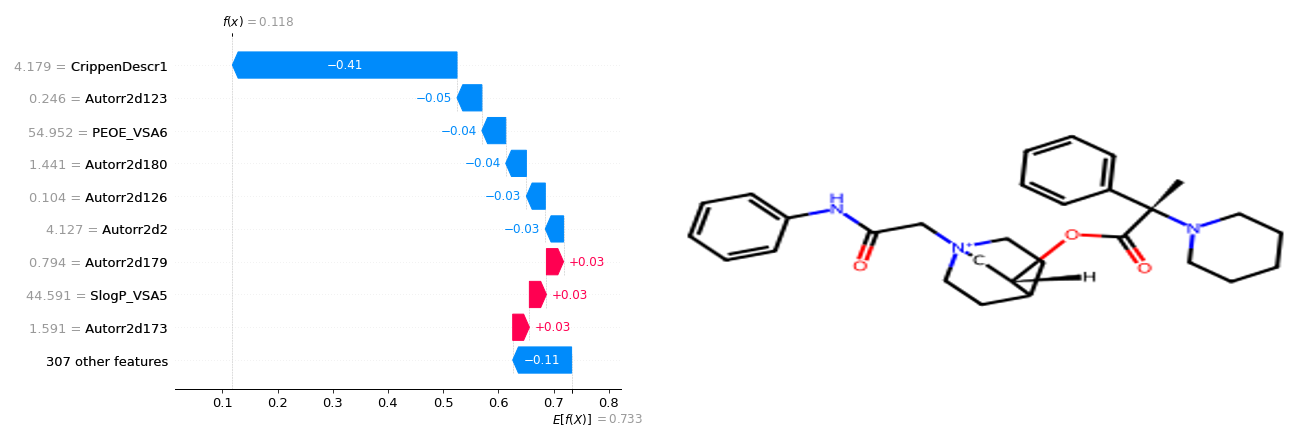 f(x) = 0.118
4.179 = CrippenDescr1
−0.41
0.246 = Autorr2d123
−0.05
54.952 = PEOE_VSA6
−0.04
1.441 = Autorr2d180
−0.04
0.104 = Autorr2d126
−0.03
4.127 = Autorr2d2
−0.03
0.794 = Autorr2d179
+0.03
44.591 = SlogP_VSA5
+0.03
1.591 = Autorr2d173
+0.03
307 other features
−0.11
0.1 0.2 0.3 0.4 0.5 0.6 0.7 0.8
E[f(X)] = 0.733
H
N
O
N⁺
C
O
H
O
N